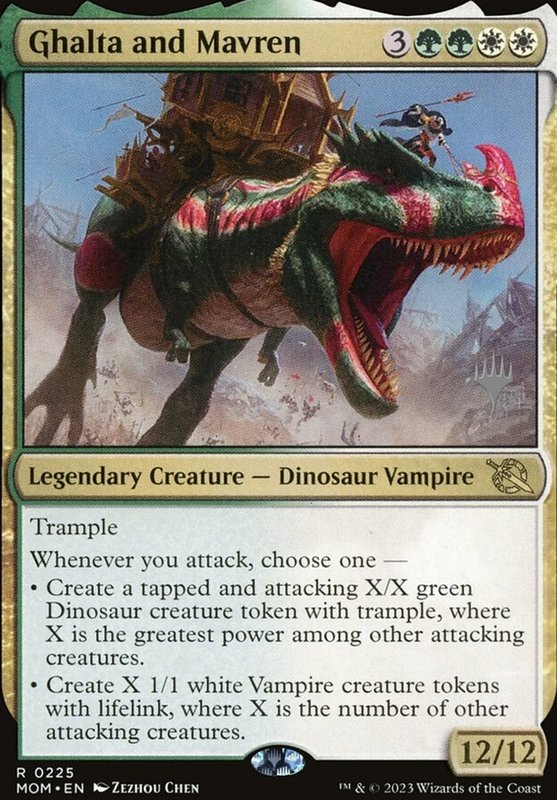 Ghalta and Mavren 3
Legendary Creature — Dinosaur Vampire
Trample
Whenever you attack, choose one —
• Create a tapped and attacking X/X green
Dinosaur creature token with trample, where
X is the greatest power among other attacking
creatures.
• Create X 1/1 white Vampire creature tokens
with lifelink, where X is the number of other
attacking creatures.
12/12
R 0225
MOM • EN Zezhou Chen
™ & © 2023 Wizards of the Coast